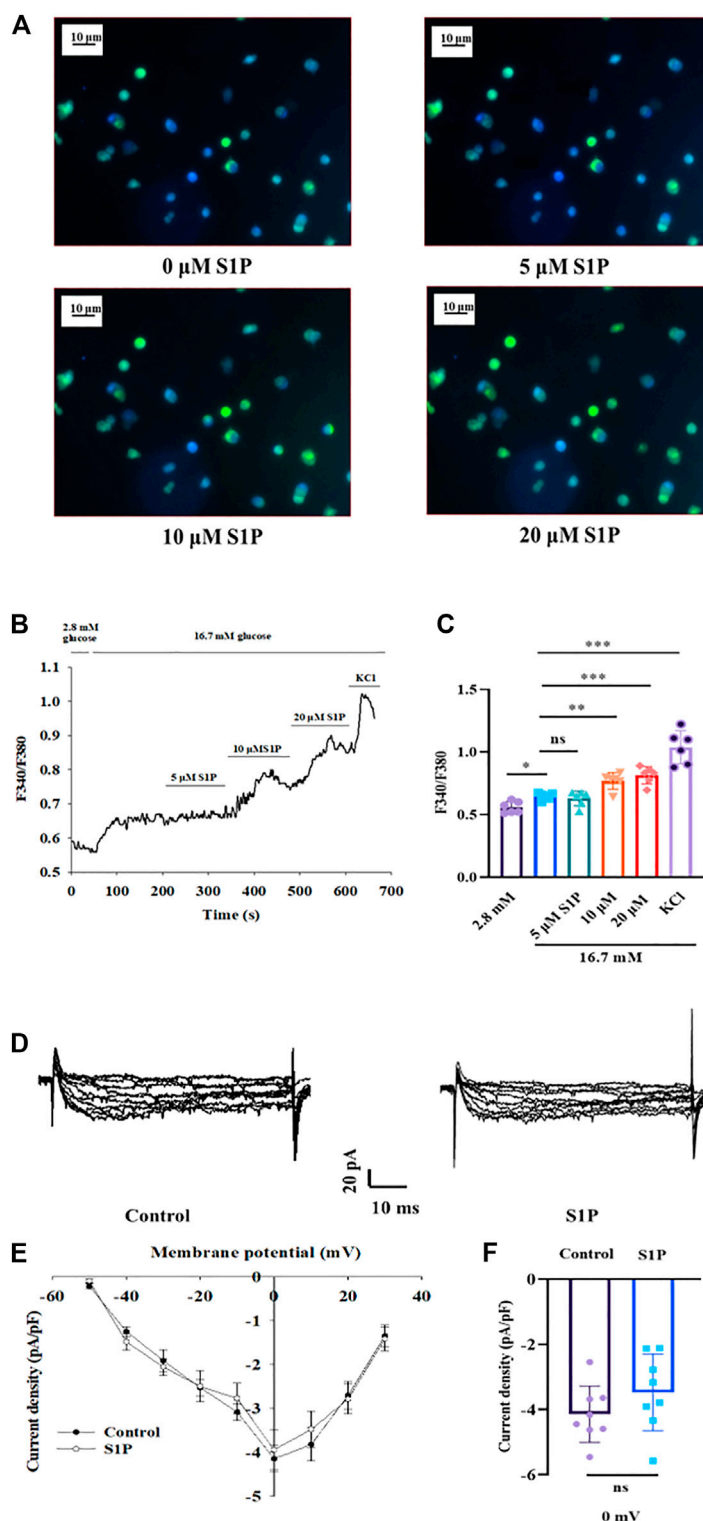 A
10 μm
10 μm
0 μM S1P
5 μM S1P
10 μm
10 μm
10 μM S1P
20 μM S1P
B
2.8 mM
glucose
16.7 mM glucose
1.1
1.0
0.9
0.8
0.7
0.6
0.5
F340/F380
5 μM S1P
10 μMS1P
20 μM S1P
KCl
0
100
200
300
400
500
600
700
Time (s)
C
***
***
**
ns
*
1.5
1.0
0.5
0.0
F340/F380
2.8 mM
5 μM S1P
10 μM
20 μM
KCl
16.7 mM
D
20 pA
10 ms
Control
S1P
E
Membrane potential (mV)
-60
-40
-20
0
20
40
0
-1
-2
-3
-4
-5
Current density (pA/pF)
Control
S1P
F
Control
S1P
0
-2
-4
-6
Current density (pA/pF)
ns
0 mV